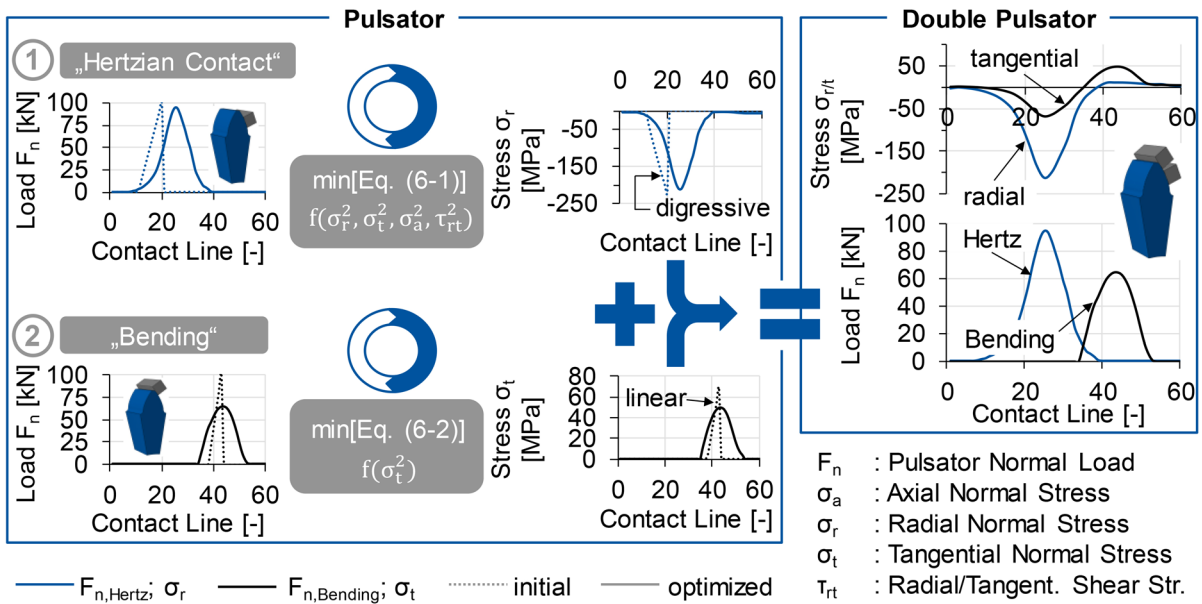 Pulsator
1
„Hertzian Contact“
Load Fₙ [kN]
100
75
50
25
0
0 20 40 60
Contact Line [-]
min[Eq. (6-1)]
f(σ²ᵣ, σ²ₜ, σ²ₐ, τ²ᵣₜ)
0 20 40 60
Stress σᵣ
[MPa]
-50
-150
-250
digressive
Contact Line [-]
2
„Bending“
Load Fₙ [kN]
100
75
50
25
0
0 20 40 60
Contact Line [-]
min[Eq. (6-2)]
f(σ²ₜ)
Stress σₜ
[MPa]
80
60
40
20
0
linear
0 20 40 60
Contact Line [-]
Double Pulsator
Stress σᵣ/ₜ
[MPa]
50
-50
-150
-250
0 20 40 60
tangential
radial
Load Fₙ [kN]
100
80
60
40
20
0
Hertz
Bending
0 20 40 60
Contact Line [-]
Fₙ : Pulsator Normal Load
σₐ : Axial Normal Stress
σᵣ : Radial Normal Stress
σₜ : Tangential Normal Stress
τᵣₜ : Radial/Tangent. Shear Str.
Fₙ,Hertz; σᵣ Fₙ,Bending; σₜ initial optimized